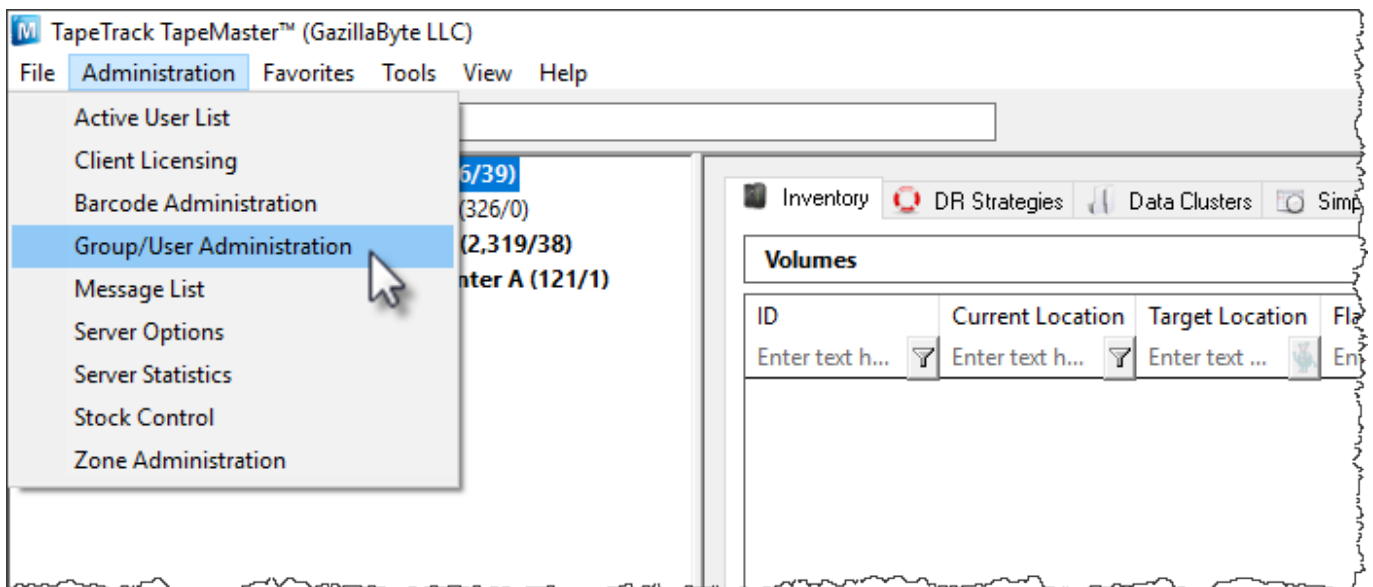 TapeTrack TapeMaster™ (GazillaByte LLC)
File Administration Favorites Tools View Help
Active User List
Client Licensing
Barcode Administration
Group/User Administration
Message List
Server Options
Server Statistics
Stock Control
Zone Administration
6/39)
(326/0)
(2,319/38)
nter A (121/1)
Inventory DR Strategies Data Clusters Simp
Volumes
ID Current Location Target Location Fla
Enter text h... Enter text h... Enter text ... En